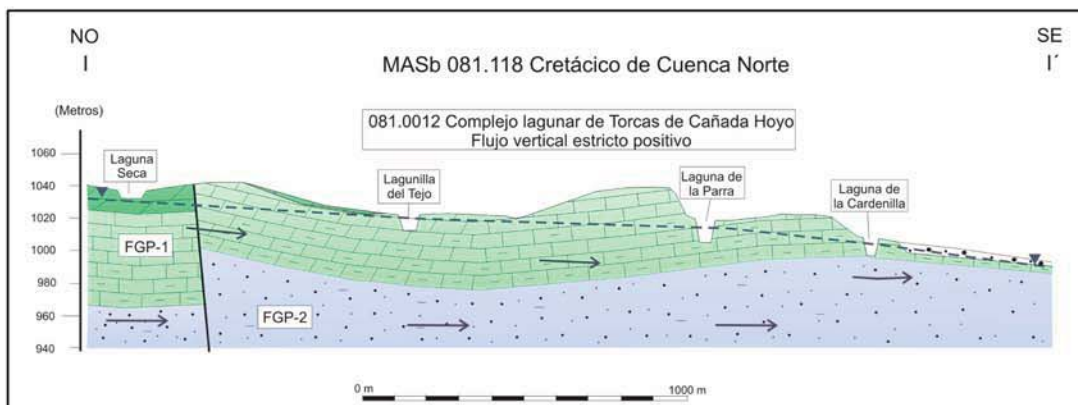 NO
I
SE
I´
MASb 081.118 Cretácico de Cuenca Norte
(Metros)
081.0012 Complejo lagunar de Torcas de Cañada Hoyo
Flujo vertical estricto positivo
1060
1040
1020
1000
980
960
940
Laguna
Seca
Lagunilla
del Tejo
Laguna de
la Parra
Laguna de
la Cardenilla
FGP-1
FGP-2
0 m
1000 m